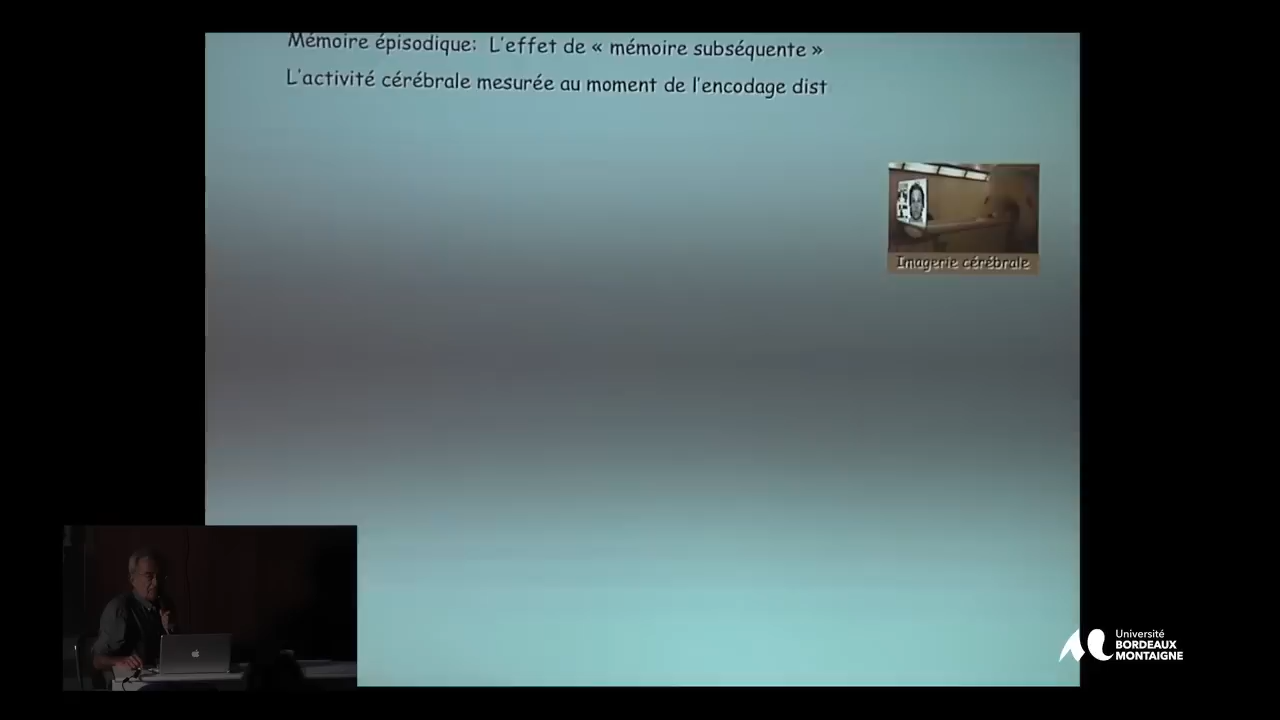 Mémoire épisodique: L'effet de « mémoire subséquente »
L'activité cérébrale mesurée au moment de l'encodage dist
Imagerie cérébrale
Université
BORDEAUX
MONTAIGNE